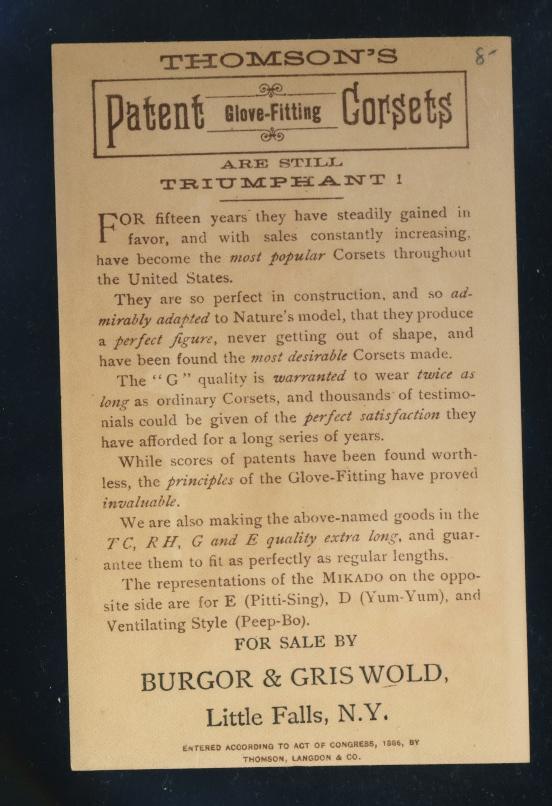 THOMSON'S
8-
Patent Glove-Fitting Corsets
ARE STILL
TRIUMPHANT!
FOR fifteen years they have steadily gained in
favor, and with sales constantly increasing,
have become the most popular Corsets throughout
the United States.
They are so perfect in construction, and so ad-
mirably adapted to Nature's model, that they produce
a perfect figure, never getting out of shape, and
have been found the most desirable Corsets made.
The "G" quality is warranted to wear twice as
long as ordinary Corsets, and thousands of testimo-
nials could be given of the perfect satisfaction they
have afforded for a long series of years.
While scores of patents have been found worth-
less, the principles of the Glove-Fitting have proved
invaluable.
We are also making the above-named goods in the
TC, RH, G and E quality extra long, and guar-
antee them to fit as perfectly as regular lengths.
The representations of the MIKADO on the oppo-
site side are for E (Pitti-Sing), D (Yum-Yum), and
Ventilating Style (Peep-Bo).
FOR SALE BY
BURGOR & GRISWOLD,
Little Falls, N.Y.
ENTERED ACCORDING TO ACT OF CONGRESS, 1886, BY
THOMSON, LANGDON & CO.